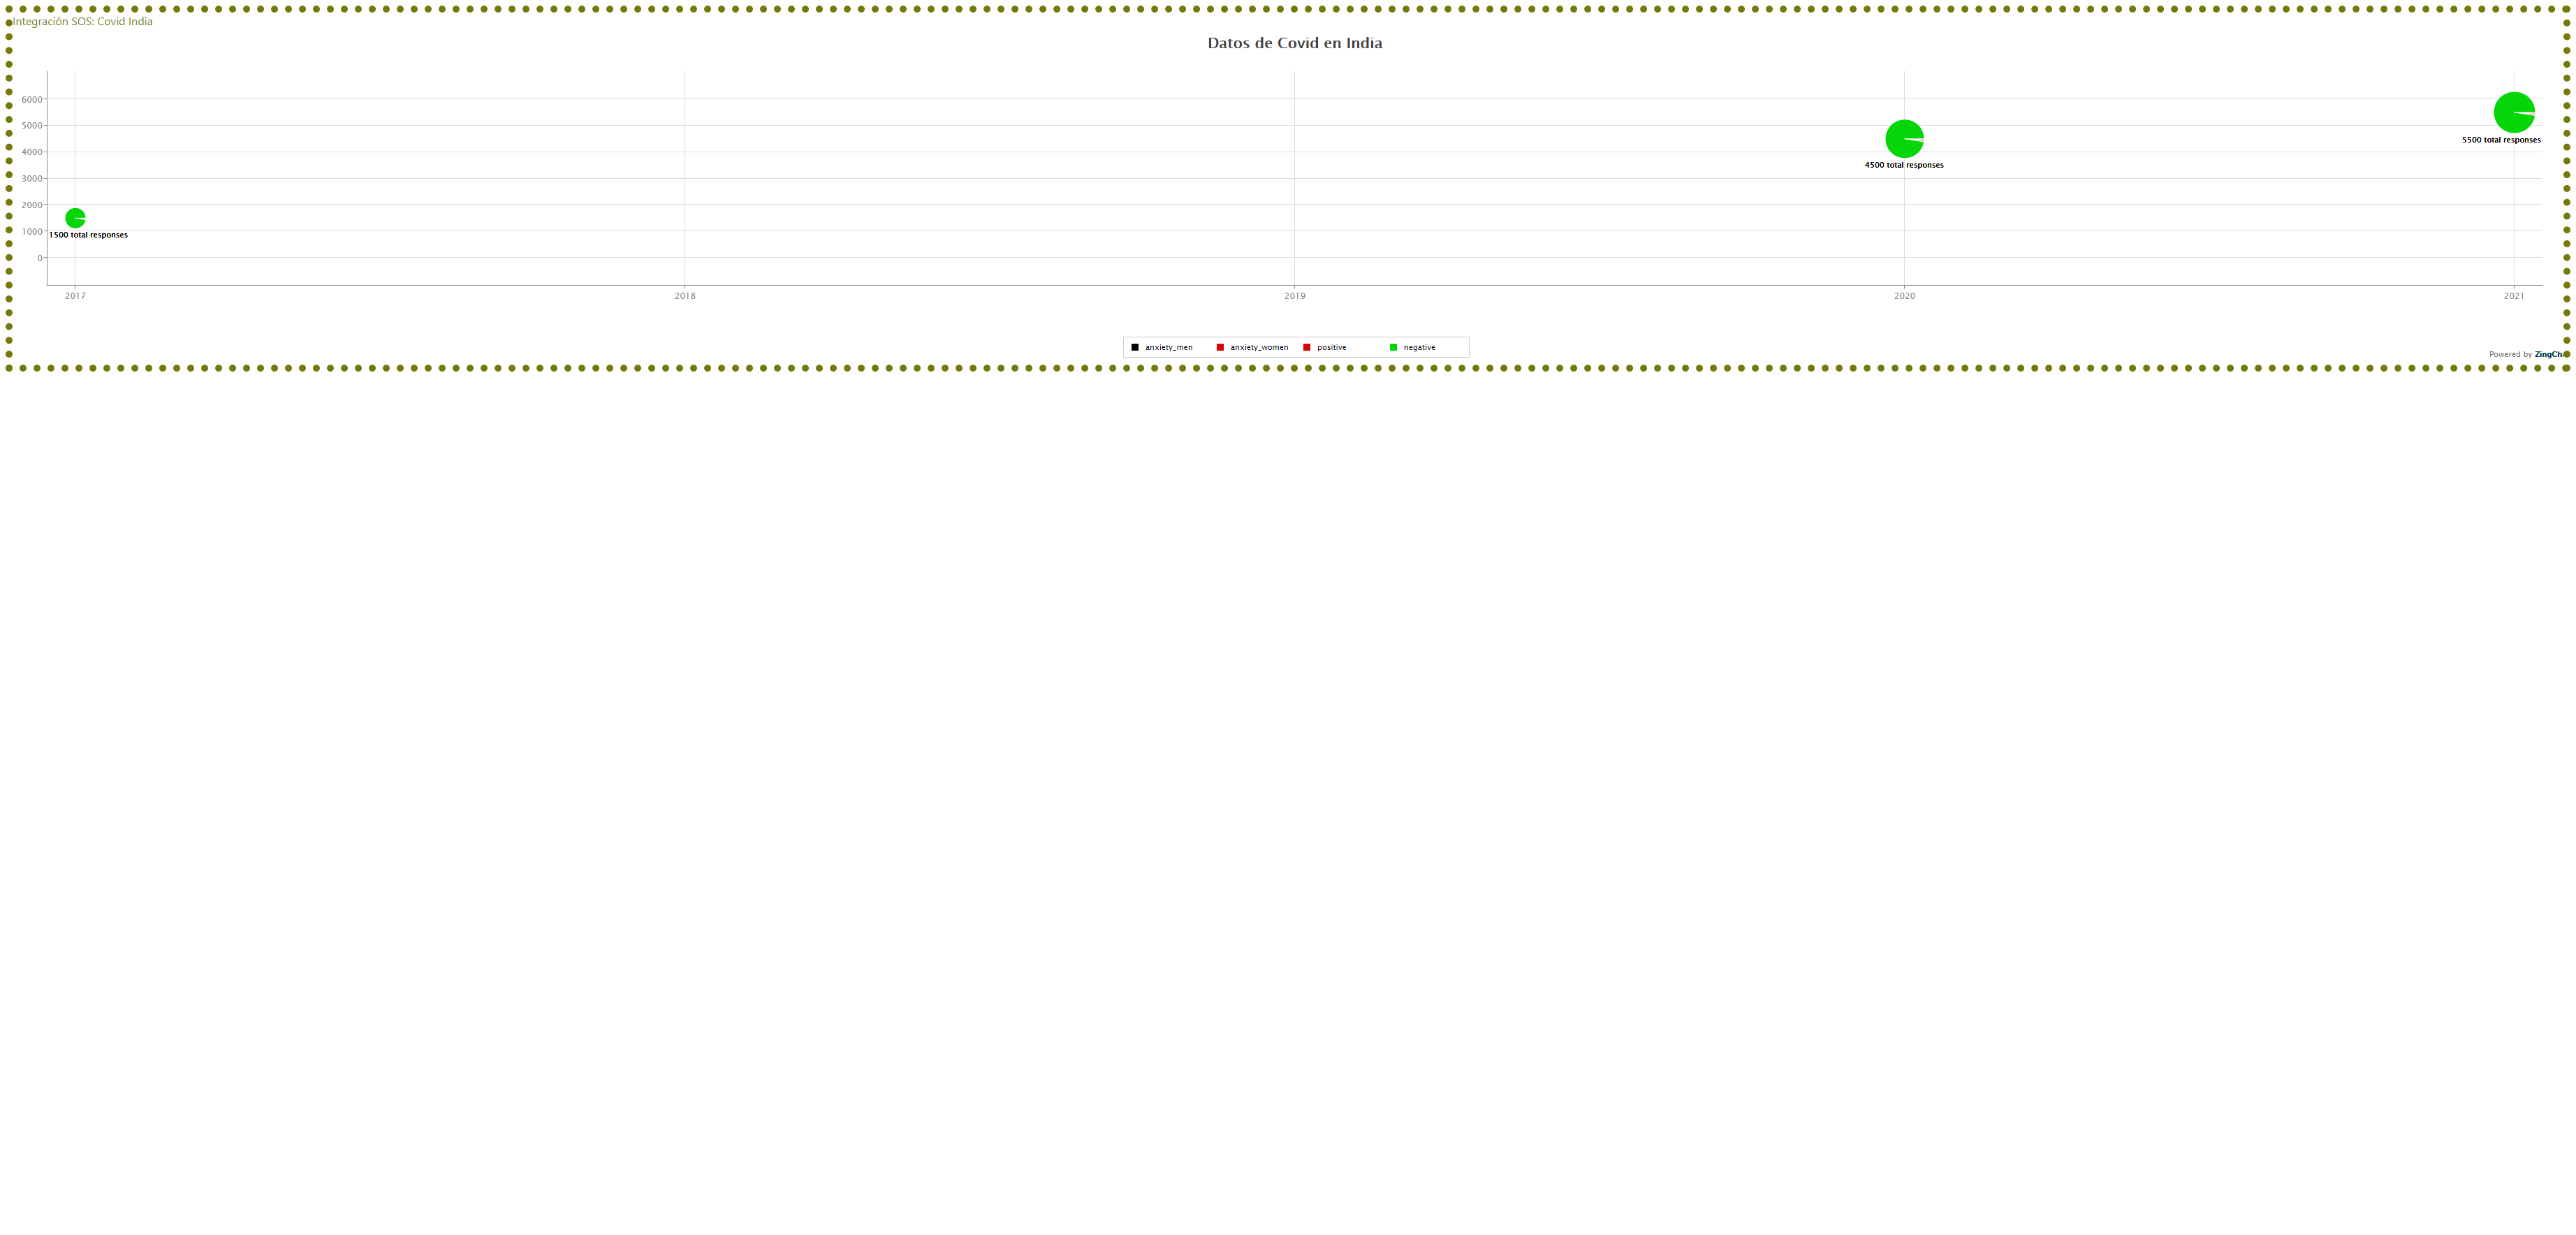 Integración SOS: Covid India
Datos de Covid en India
6000
5000
4000
3000
2000
1000
0
5500 total responses
4500 total responses
1500 total responses
2017 2018 2019 2020 2021
anxiety_men anxiety_women positive negative
Powered by ZingCha